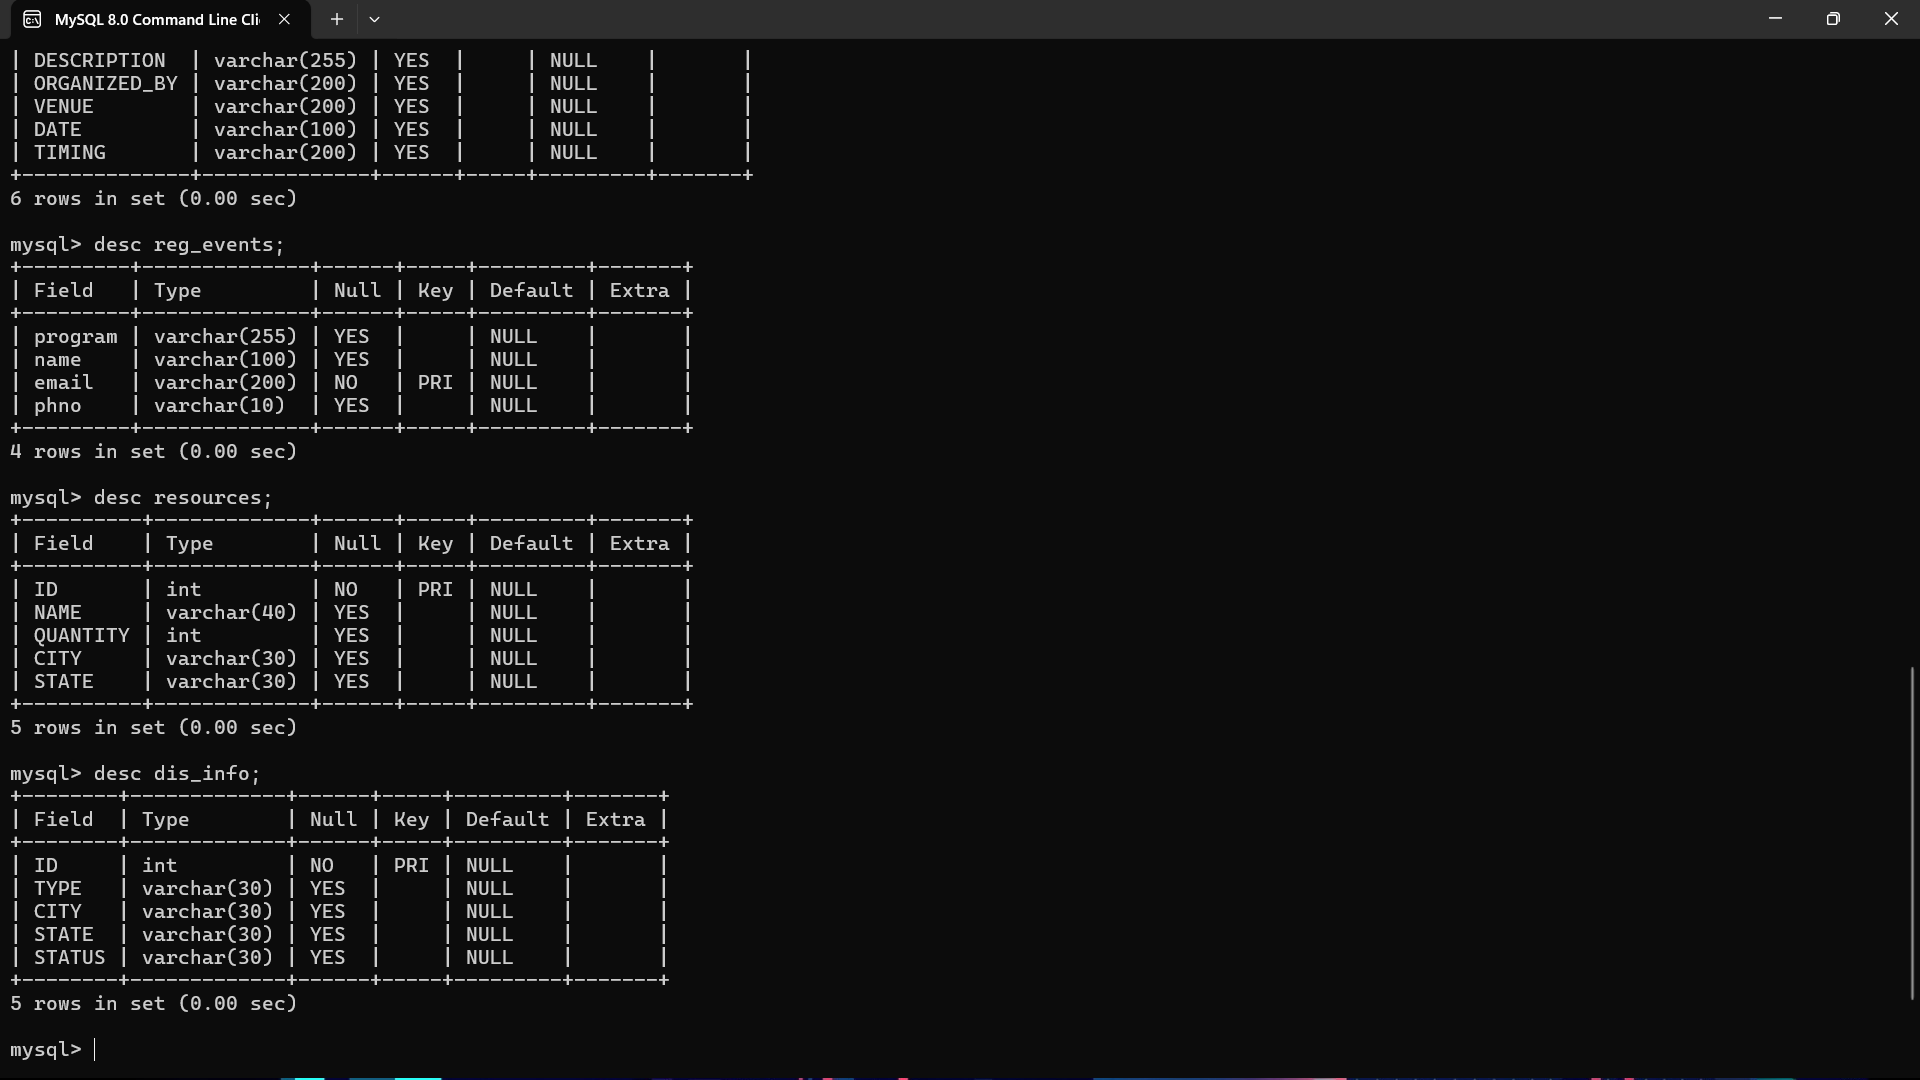 MySQL 8.0 Command Line Cli
| DESCRIPTION  | varchar(255) | YES  |     | NULL    |       |
| ORGANIZED_BY | varchar(200) | YES  |     | NULL    |       |
| VENUE        | varchar(200) | YES  |     | NULL    |       |
| DATE         | varchar(100) | YES  |     | NULL    |       |
| TIMING       | varchar(200) | YES  |     | NULL    |       |
+--------------+--------------+------+-----+---------+-------+
6 rows in set (0.00 sec)
mysql> desc reg_events;
+---------+--------------+------+-----+---------+-------+
| Field   | Type         | Null | Key | Default | Extra |
+---------+--------------+------+-----+---------+-------+
| program | varchar(255) | YES  |     | NULL    |       |
| name    | varchar(100) | YES  |     | NULL    |       |
| email   | varchar(200) | NO   | PRI | NULL    |       |
| phno    | varchar(10)  | YES  |     | NULL    |       |
+---------+--------------+------+-----+---------+-------+
4 rows in set (0.00 sec)
mysql> desc resources;
+----------+-------------+------+-----+---------+-------+
| Field    | Type        | Null | Key | Default | Extra |
+----------+-------------+------+-----+---------+-------+
| ID       | int         | NO   | PRI | NULL    |       |
| NAME     | varchar(40) | YES  |     | NULL    |       |
| QUANTITY | int         | YES  |     | NULL    |       |
| CITY     | varchar(30) | YES  |     | NULL    |       |
| STATE    | varchar(30) | YES  |     | NULL    |       |
+----------+-------------+------+-----+---------+-------+
5 rows in set (0.00 sec)
mysql> desc dis_info;
+--------+-------------+------+-----+---------+-------+
| Field  | Type        | Null | Key | Default | Extra |
+--------+-------------+------+-----+---------+-------+
| ID     | int         | NO   | PRI | NULL    |       |
| TYPE   | varchar(30) | YES  |     | NULL    |       |
| CITY   | varchar(30) | YES  |     | NULL    |       |
| STATE  | varchar(30) | YES  |     | NULL    |       |
| STATUS | varchar(30) | YES  |     | NULL    |       |
+--------+-------------+------+-----+---------+-------+
5 rows in set (0.00 sec)
mysql>